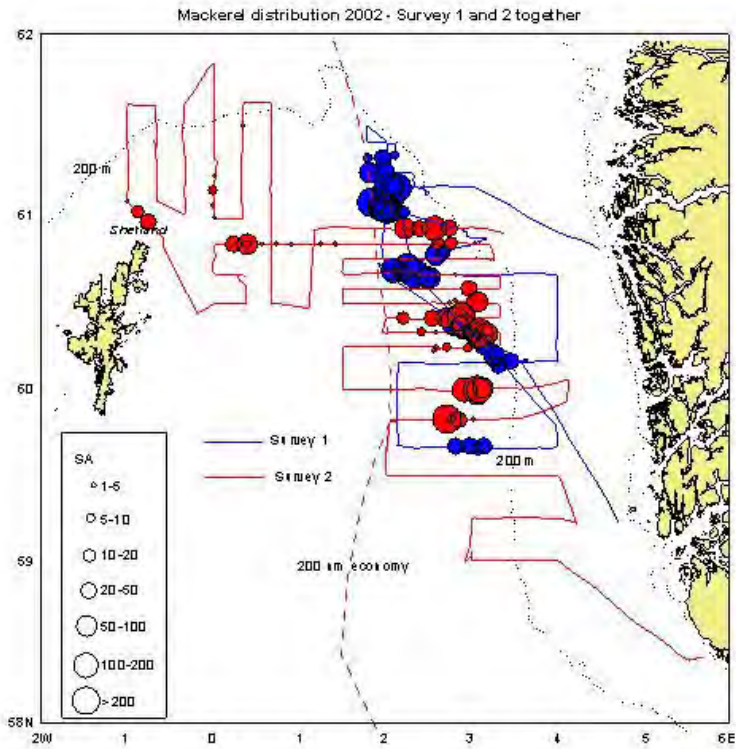 Mackerel distribution 2002 - Survey 1 and 2 together
62
200 m
61
Shetland
60
SA
1-5
5-10
10-20
20-50
50-100
100-200
> 200
Survey 1
Survey 2
200 m
59
200 nm economy
58N
2W 1 0 1 2 3 4 5 6E